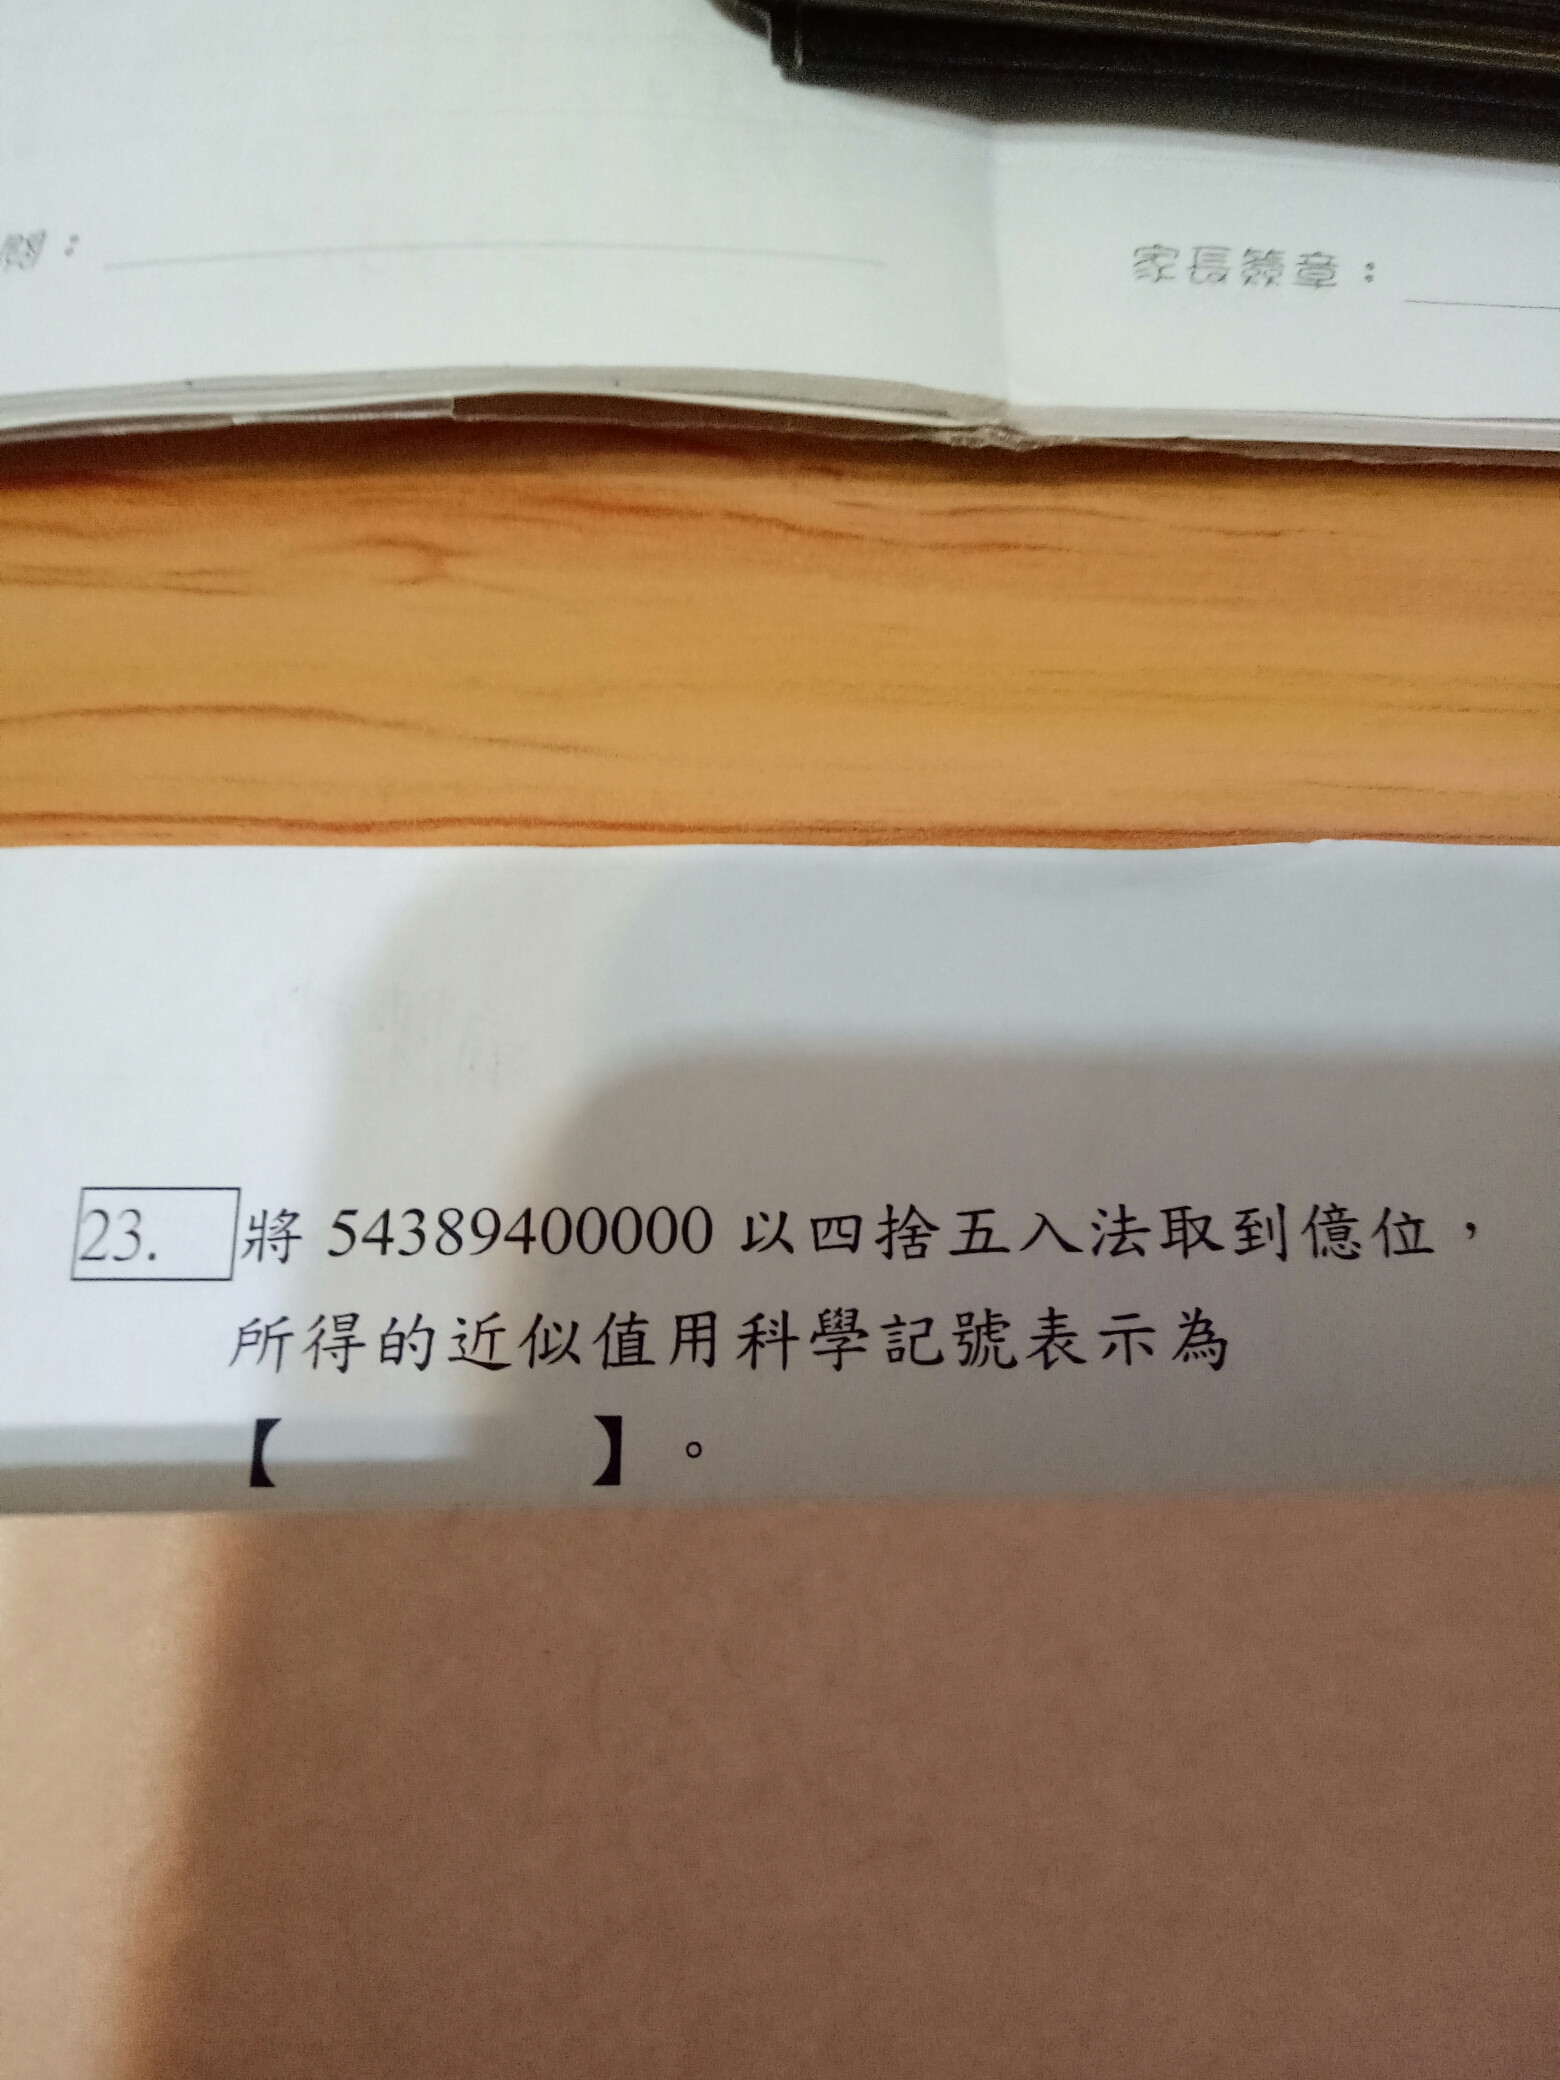 閱：
家長簽章：
23. 將 54389400000 以四捨五入法取到億位，
所得的近似值用科學記號表示為
【 】。